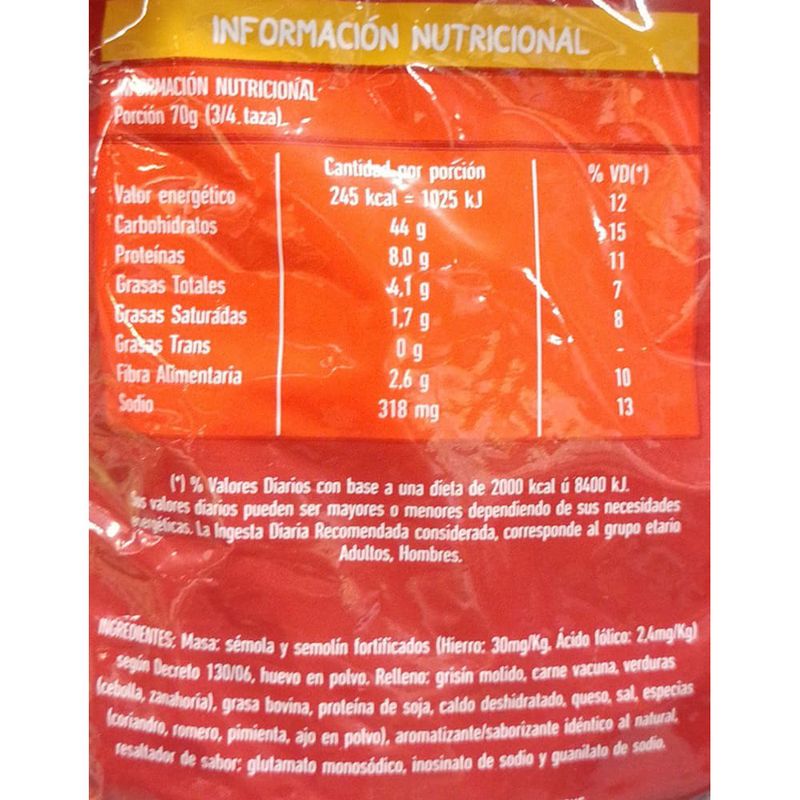 INFORMACIÓN NUTRICIONAL
INFORMACIÓN NUTRICIONAL
Porción 70g (3/4 taza)
Cantidad por porción % VD(*)
Valor energético 245 kcal = 1025 kJ 12
Carbohidratos 44 g 15
Proteínas 8,0 g 11
Grasas Totales 4,1 g 7
Grasas Saturadas 1,7 g 8
Grasas Trans 0 g -
Fibra Alimentaria 2,6 g 10
Sodio 318 mg 13
(*) % Valores Diarios con base a una dieta de 2000 kcal ú 8400 kJ.
Sus valores diarios pueden ser mayores o menores dependiendo de sus necesidades
energéticas. La Ingesta Diaria Recomendada considerada, corresponde al grupo etario
Adultos, Hombres.
INGREDIENTES: Masa: sémola y semolín fortificados (Hierro: 30mg/Kg, Ácido fólico: 2,4mg/Kg)
según Decreto 130/06, huevo en polvo. Relleno: grisín molido, carne vacuna, verduras
(cebolla, zanahoria), grasa bovina, proteína de soja, caldo deshidratado, queso, sal, especias
(coriandro, romero, pimienta, ajo en polvo), aromatizante/saborizante idéntico al natural,
resaltador de sabor: glutamato monosódico, inosinato de sodio y guanilato de sodio.